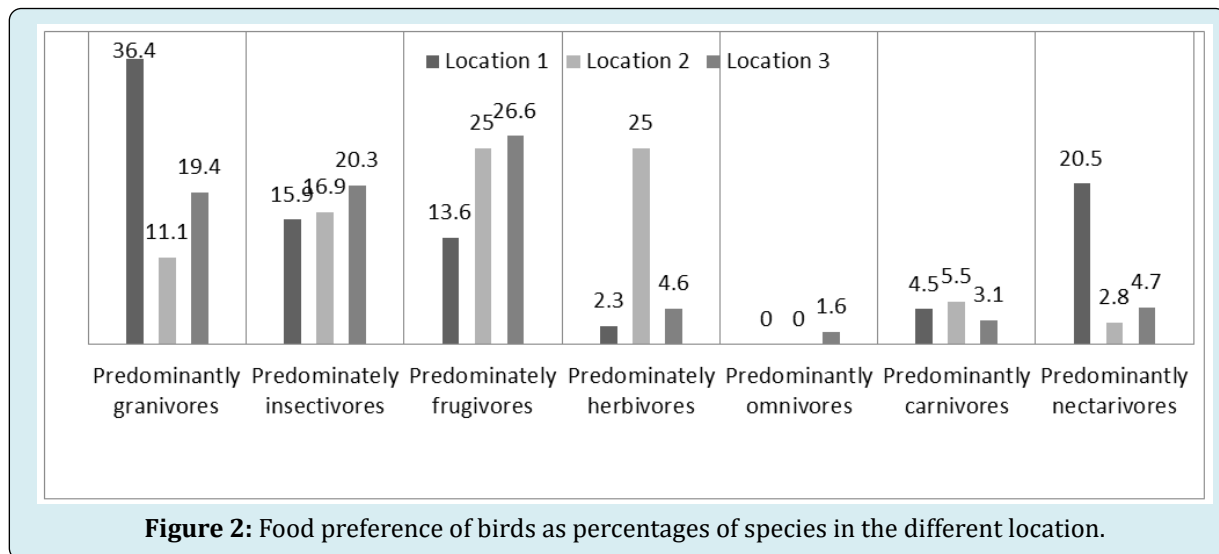 36.4
11.1
19.4
15.9
16.9
20.3
13.6
25
26.6
2.3
25
4.6
0
0
1.6
4.5
5.5
3.1
20.5
2.8
4.7
Location 1 Location 2 Location 3
Predominantly granivores
Predominately insectivores
Predominately frugivores
Predominately herbivores
Predominantly omnivores
Predominantly carnivores
Predominantly nectarivores
Figure 2: Food preference of birds as percentages of species in the different location.